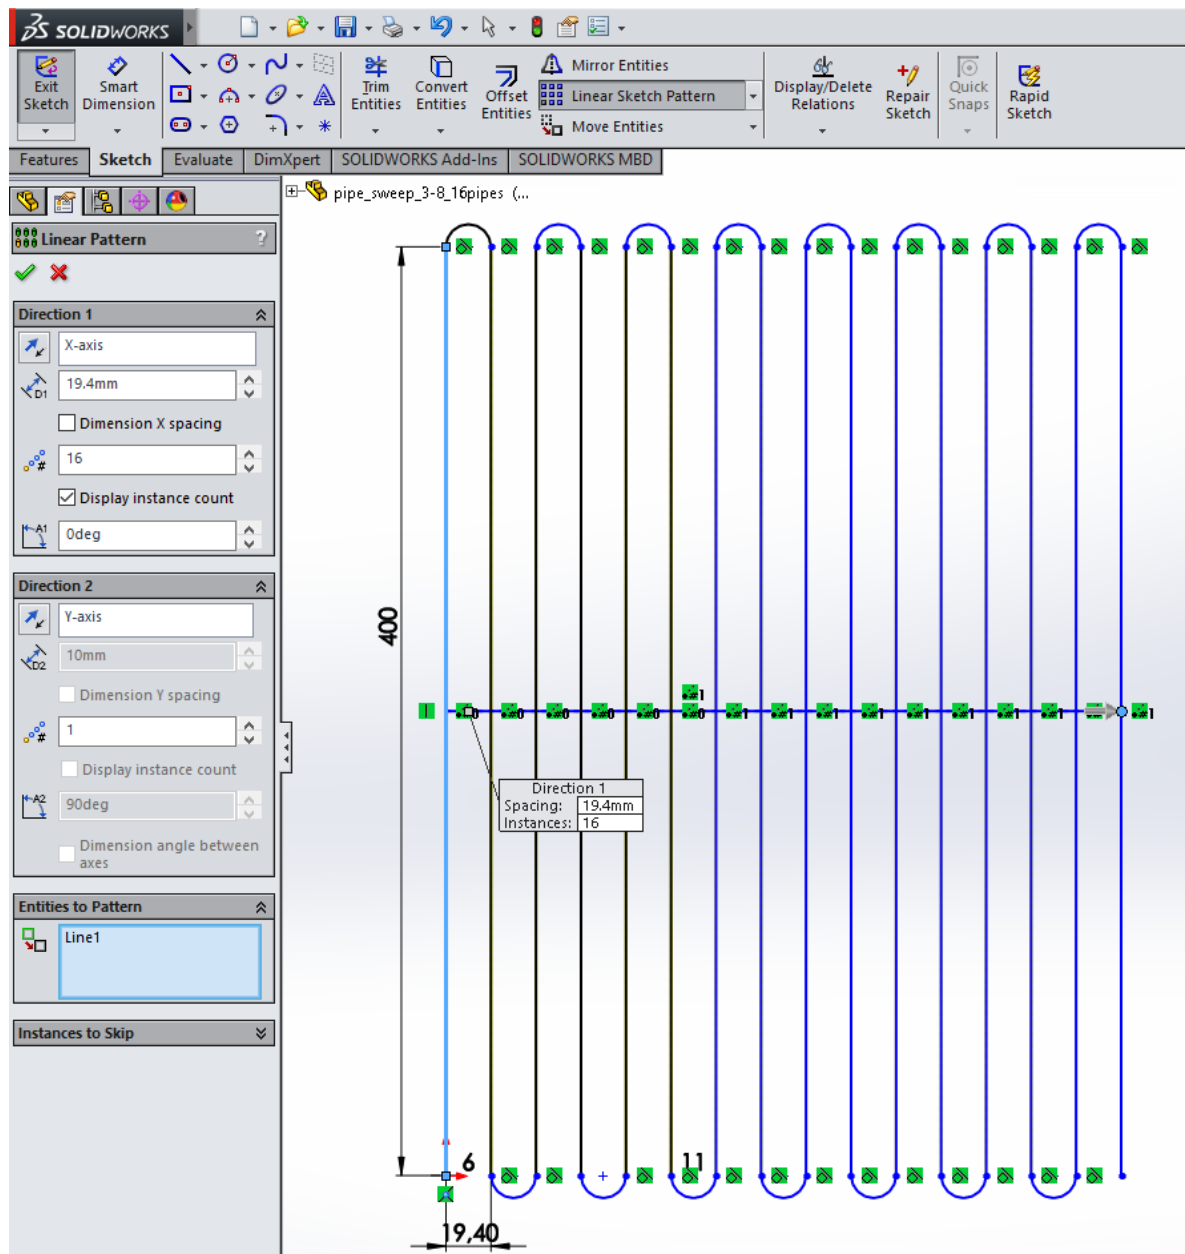 SOLIDWORKS
Exit Sketch
Smart Dimension
Trim Entities
Convert Entities
Offset Entities
Mirror Entities
Linear Sketch Pattern
Move Entities
Display/Delete Relations
Repair Sketch
Quick Snaps
Rapid Sketch
Features Sketch Evaluate DimXpert SOLIDWORKS Add-Ins SOLIDWORKS MBD
pipe_sweep_3-8_16pipes (...
Linear Pattern ?
Direction 1
X-axis
D1 19.4mm
Dimension X spacing
# 16
Display instance count
A1 0deg
Direction 2
Y-axis
D2 10mm
Dimension Y spacing
# 1
Display instance count
A2 90deg
Dimension angle between
axes
Entities to Pattern
Line1
Instances to Skip
400
Direction 1
Spacing: 19.4mm
Instances: 16
6
11
19,40